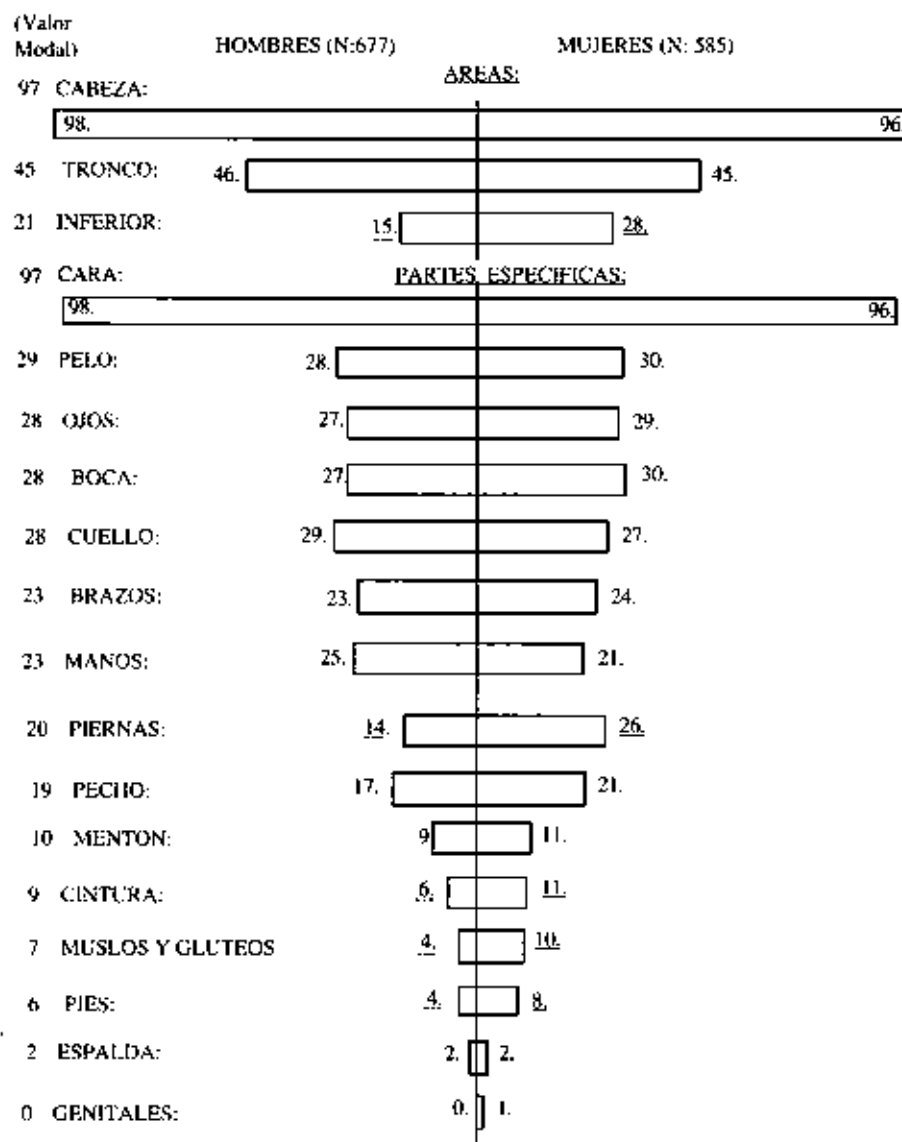 (Valor
Modal)
HOMBRES (N:677) MUJERES (N: 585)
AREAS:
97 CABEZA:
98. 96.
45 TRONCO: 46. 45.
21 INFERIOR: 15. 28.
97 CARA: PARTES ESPECIFICAS:
98. 96.
29 PELO: 28. 30.
28 OJOS: 27. 29.
28 BOCA: 27. 30.
28 CUELLO: 29. 27.
23 BRAZOS: 23. 24.
23 MANOS: 25. 21.
20 PIERNAS: 14. 26.
19 PECHO: 17. 21.
10 MENTON: 9 11.
9 CINTURA: 6. 11.
7 MUSLOS Y GLUTEOS 4. 10.
6 PIES: 4. 8.
2 ESPALDA: 2. 2.
0 GENITALES: 0. 1.